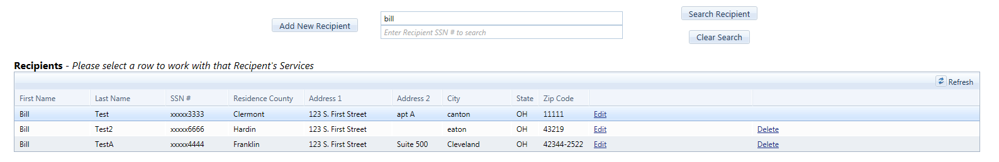 Add New Recipient
bill
Enter Recipient SSN # to search
Search Recipient
Clear Search
Recipients - Please select a row to work with that Recipent's Services
Refresh
First Name Last Name SSN # Residence County Address 1 Address 2 City State Zip Code
Bill Test xxxxx3333 Clermont 123 S. First Street apt A canton OH 11111 Edit
Bill Test2 xxxxx6666 Hardin 123 S. First Street eaton OH 43219 Edit Delete
Bill TestA xxxxx4444 Franklin 123 S. First Street Suite 500 Cleveland OH 42344-2522 Edit Delete